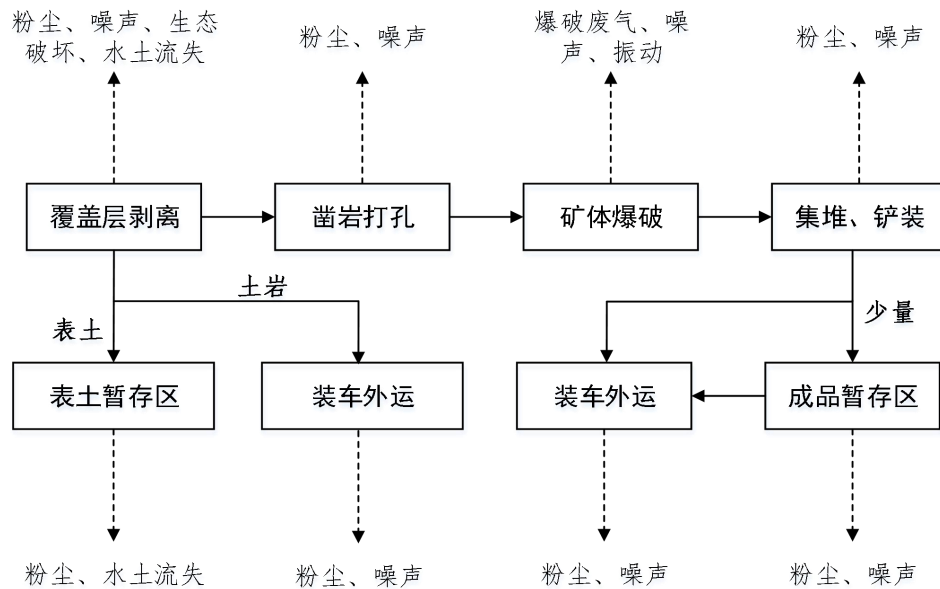 粉尘、噪声、生态
破坏、水土流失
粉尘、噪声
爆破废气、噪
声、振动
粉尘、噪声
覆盖层剥离
凿岩打孔
矿体爆破
集堆、铲装
土岩
表土
少量
表土暂存区
装车外运
装车外运
成品暂存区
粉尘、水土流失
粉尘、噪声
粉尘、噪声
粉尘、噪声